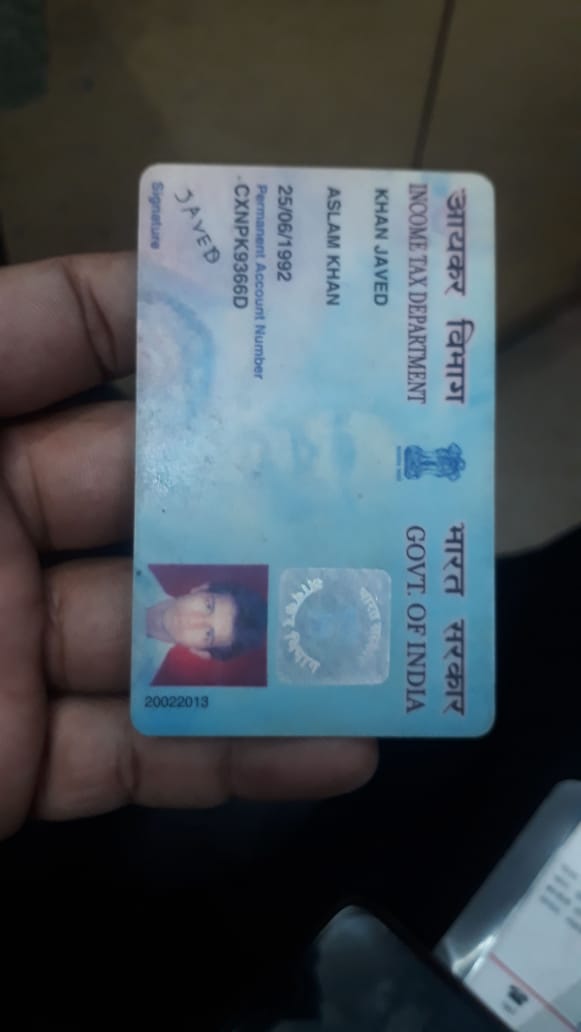 आयकर विभाग
INCOME TAX DEPARTMENT
भारत सरकार
GOVT. OF INDIA
KHAN JAVED
ASLAM KHAN
25/06/1992
Permanent Account Number
CXNPK9366D
JAVED
Signature
20022013